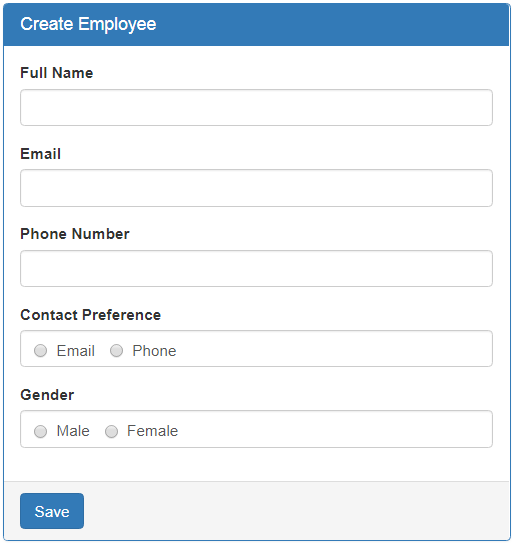 Create Employee
Full Name
Email
Phone Number
Contact Preference
Email Phone
Gender
Male Female
Save